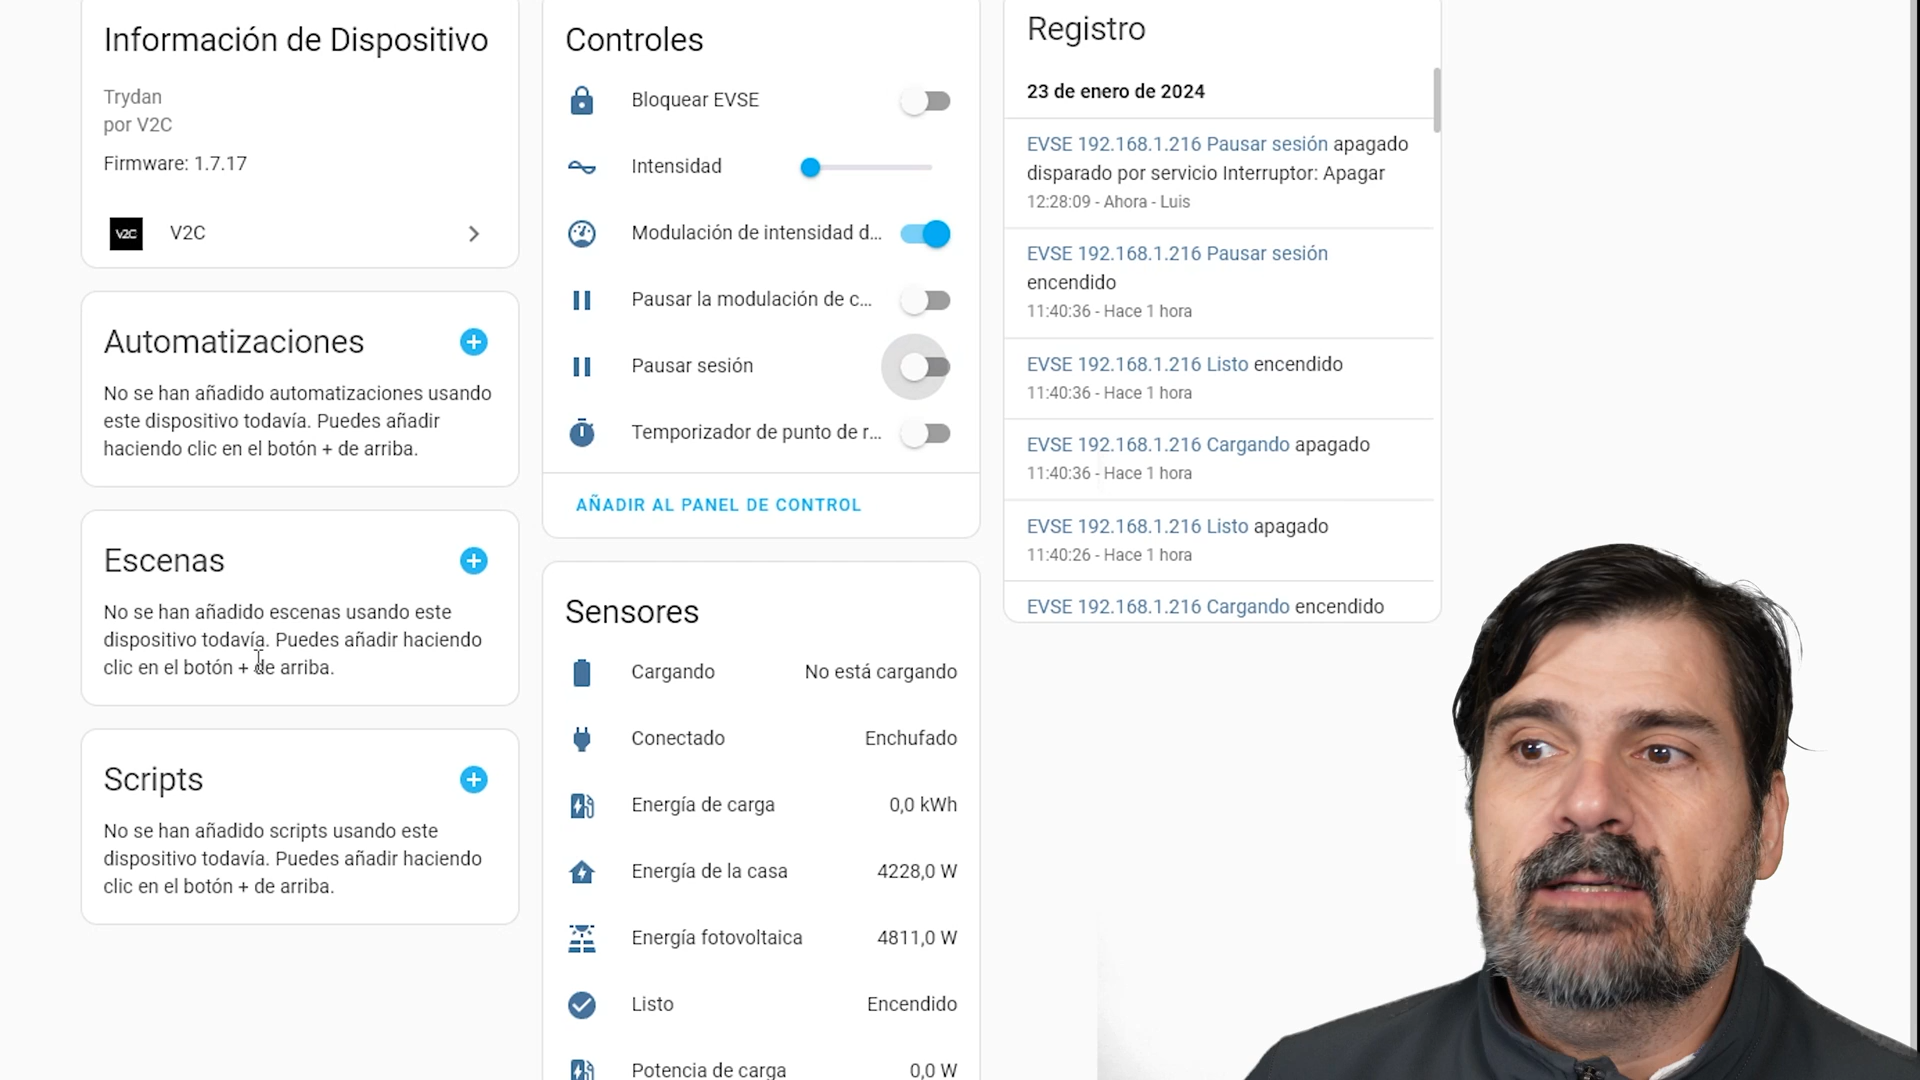 Información de Dispositivo
Trydan
por V2C
Firmware: 1.7.17
V2C
V2C
Automatizaciones
No se han añadido automatizaciones usando
este dispositivo todavía. Puedes añadir
haciendo clic en el botón + de arriba.
Escenas
No se han añadido escenas usando este
dispositivo todavía. Puedes añadir haciendo
clic en el botón + de arriba.
Scripts
No se han añadido scripts usando este
dispositivo todavía. Puedes añadir haciendo
clic en el botón + de arriba.
Controles
Bloquear EVSE
Intensidad
Modulación de intensidad d...
Pausar la modulación de c...
Pausar sesión
Temporizador de punto de r...
AÑADIR AL PANEL DE CONTROL
Sensores
Cargando No está cargando
Conectado Enchufado
Energía de carga 0,0 kWh
Energía de la casa 4228,0 W
Energía fotovoltaica 4811,0 W
Listo Encendido
Potencia de carga 0,0 W
Registro
23 de enero de 2024
EVSE 192.168.1.216 Pausar sesión apagado
disparado por servicio Interruptor: Apagar
12:28:09 - Ahora - Luis
EVSE 192.168.1.216 Pausar sesión
encendido
11:40:36 - Hace 1 hora
EVSE 192.168.1.216 Listo encendido
11:40:36 - Hace 1 hora
EVSE 192.168.1.216 Cargando apagado
11:40:36 - Hace 1 hora
EVSE 192.168.1.216 Listo apagado
11:40:26 - Hace 1 hora
EVSE 192.168.1.216 Cargando encendido